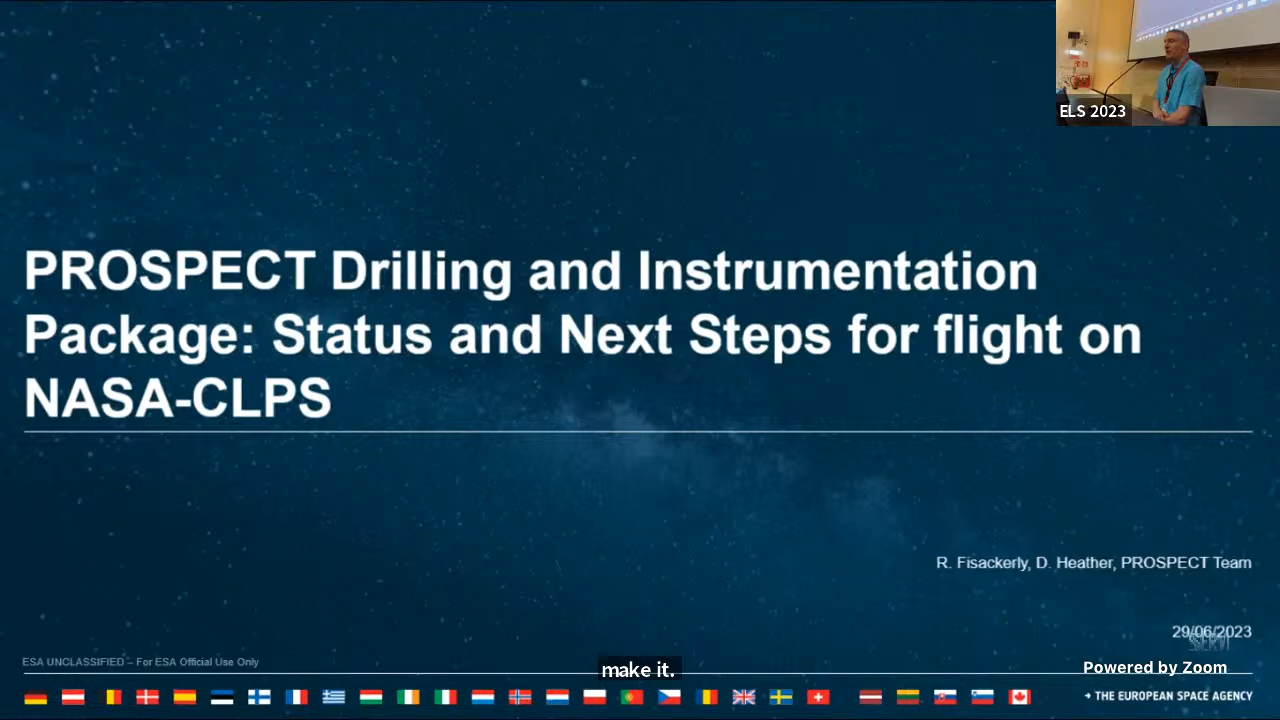 ELS 2023
PROSPECT Drilling and Instrumentation
Package: Status and Next Steps for flight on
NASA-CLPS
R. Fisackerly, D. Heather, PROSPECT Team
29/06/2023
SSERVI
ESA UNCLASSIFIED – For ESA Official Use Only
make it.
Powered by Zoom
→ THE EUROPEAN SPACE AGENCY